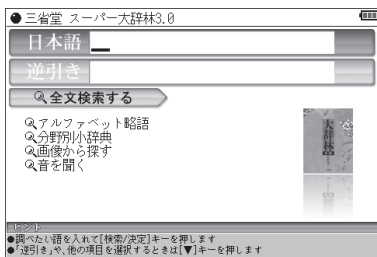 ●三省堂 スーパー大辞林3.0
日本語
逆引き
全文検索する
アルファベット略語
分野別小辞典
画像から探す
音を聞く
大辞林
ヒント
●調べたい語を入れて[検索/決定]キーを押します
●「逆引き」や、他の項目を選択するときは[▼]キーを押します